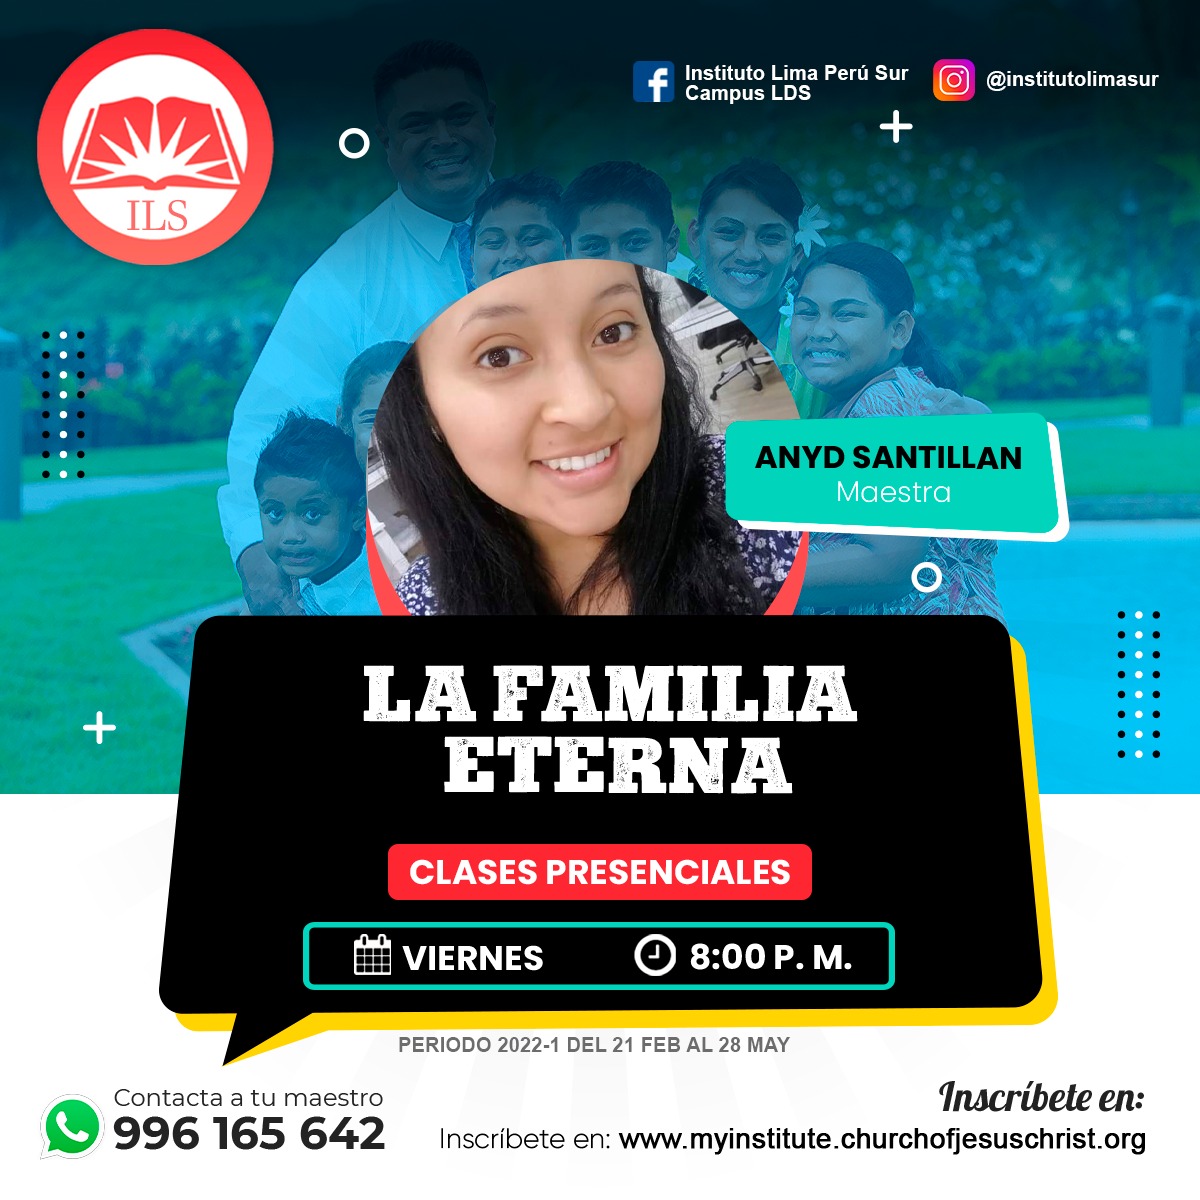 ILS
Instituto Lima Perú Sur
Campus LDS
@institutolimasur
ANYD SANTILLAN
Maestra
LA FAMILIA
ETERNA
CLASES PRESENCIALES
VIERNES
8:00 P. M.
PERIODO 2022-1 DEL 21 FEB AL 28 MAY
Contacta a tu maestro
996 165 642
Inscríbete en:
Inscríbete en: www.myinstitute.churchofjesuschrist.org